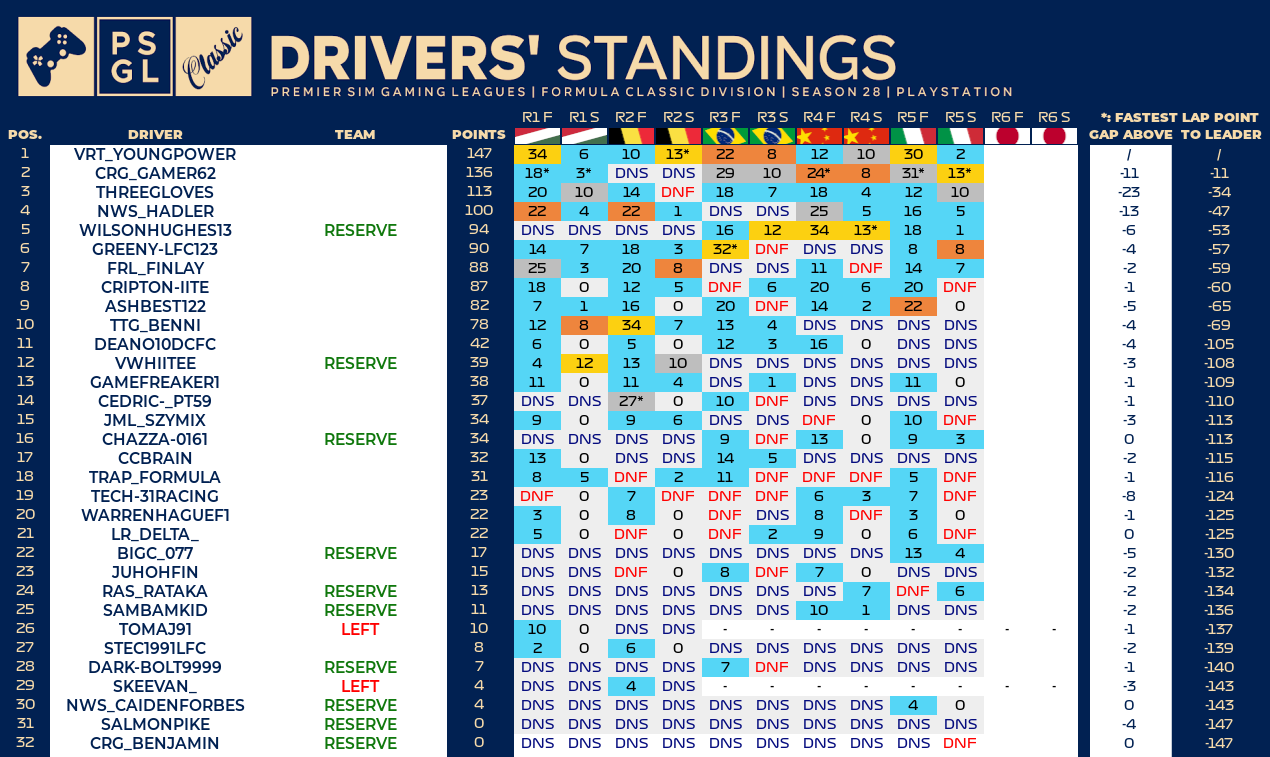 PS
GL
Classic
DRIVERS' STANDINGS
PREMIER SIM GAMING LEAGUES | FORMULA CLASSIC DIVISION | SEASON 28 | PLAYSTATION
R1 F R1 S R2 F R2 S R3 F R3 S R4 F R4 S R5 F R5 S R6 F R6 S *: FASTEST LAP POINT
POS. DRIVER TEAM POINTS GAP ABOVE TO LEADER
1 VRT_YOUNGPOWER 147 34 6 10 13* 22 8 12 10 30 2 / /
2 CRG_GAMER62 136 18* 3* DNS DNS 29 10 24* 8 31* 13* -11 -11
3 THREEGLOVES 113 20 10 14 DNF 18 7 18 4 12 10 -23 -34
4 NWS_HADLER 100 22 4 22 1 DNS DNS 25 5 16 5 -13 -47
5 WILSONHUGHES13 RESERVE 94 DNS DNS DNS DNS 16 12 34 13* 18 1 -6 -53
6 GREENY-LFC123 90 14 7 18 3 32* DNF DNS DNS 8 8 -4 -57
7 FRL_FINLAY 88 25 3 20 8 DNS DNS 11 DNF 14 7 -2 -59
8 CRIPTON-IITE 87 18 0 12 5 DNF 6 20 6 20 DNF -1 -60
9 ASHBEST122 82 7 1 16 0 20 DNF 14 2 22 0 -5 -65
10 TTG_BENNI 78 12 8 34 7 13 4 DNS DNS DNS DNS -4 -69
11 DEANO10DCFC 42 6 0 5 0 12 3 16 0 DNS DNS -4 -105
12 VWHIITEE RESERVE 39 4 12 13 10 DNS DNS DNS DNS DNS DNS -3 -108
13 GAMEFREAKER1 38 11 0 11 4 DNS 1 DNS DNS 11 0 -1 -109
14 CEDRIC-_PT59 37 DNS DNS 27* 0 10 DNF DNS DNS DNS DNS -1 -110
15 JML_SZYMIX 34 9 0 9 6 DNS DNS DNF 0 10 DNF -3 -113
16 CHAZZA-0161 RESERVE 34 DNS DNS DNS DNS 9 DNF 13 0 9 3 0 -113
17 CCBRAIN 32 13 0 DNS DNS 14 5 DNS DNS DNS DNS -2 -115
18 TRAP_FORMULA 31 8 5 DNF 2 11 DNF DNF DNF 5 DNF -1 -116
19 TECH-31RACING 23 DNF 0 7 DNF DNF DNF 6 3 7 DNF -8 -124
20 WARRENHAGUEF1 22 3 0 8 0 DNF DNS 8 DNF 3 0 -1 -125
21 LR_DELTA_ 22 5 0 DNF 0 DNF 2 9 0 6 DNF 0 -125
22 BIGC_077 RESERVE 17 DNS DNS DNS DNS DNS DNS DNS DNS 13 4 -5 -130
23 JUHOHFIN 15 DNS DNS DNF 0 8 DNF 7 0 DNS DNS -2 -132
24 RAS_RATAKA RESERVE 13 DNS DNS DNS DNS DNS DNS DNS 7 DNF 6 -2 -134
25 SAMBAMKID RESERVE 11 DNS DNS DNS DNS DNS DNS 10 1 DNS DNS -2 -136
26 TOMAJ91 LEFT 10 10 0 DNS DNS - - - - - - - - -1 -137
27 STEC1991LFC 8 2 0 6 0 DNS DNS DNS DNS DNS DNS -2 -139
28 DARK-BOLT9999 RESERVE 7 DNS DNS DNS DNS 7 DNF DNS DNS DNS DNS -1 -140
29 SKEEVAN_ LEFT 4 DNS DNS 4 DNS - - - - - - - - -3 -143
30 NWS_CAIDENFORBES RESERVE 4 DNS DNS DNS DNS DNS DNS DNS DNS 4 0 0 -143
31 SALMONPIKE RESERVE 0 DNS DNS DNS DNS DNS DNS DNS DNS DNS DNS -4 -147
32 CRG_BENJAMIN RESERVE 0 DNS DNS DNS DNS DNS DNS DNS DNS DNS DNF 0 -147